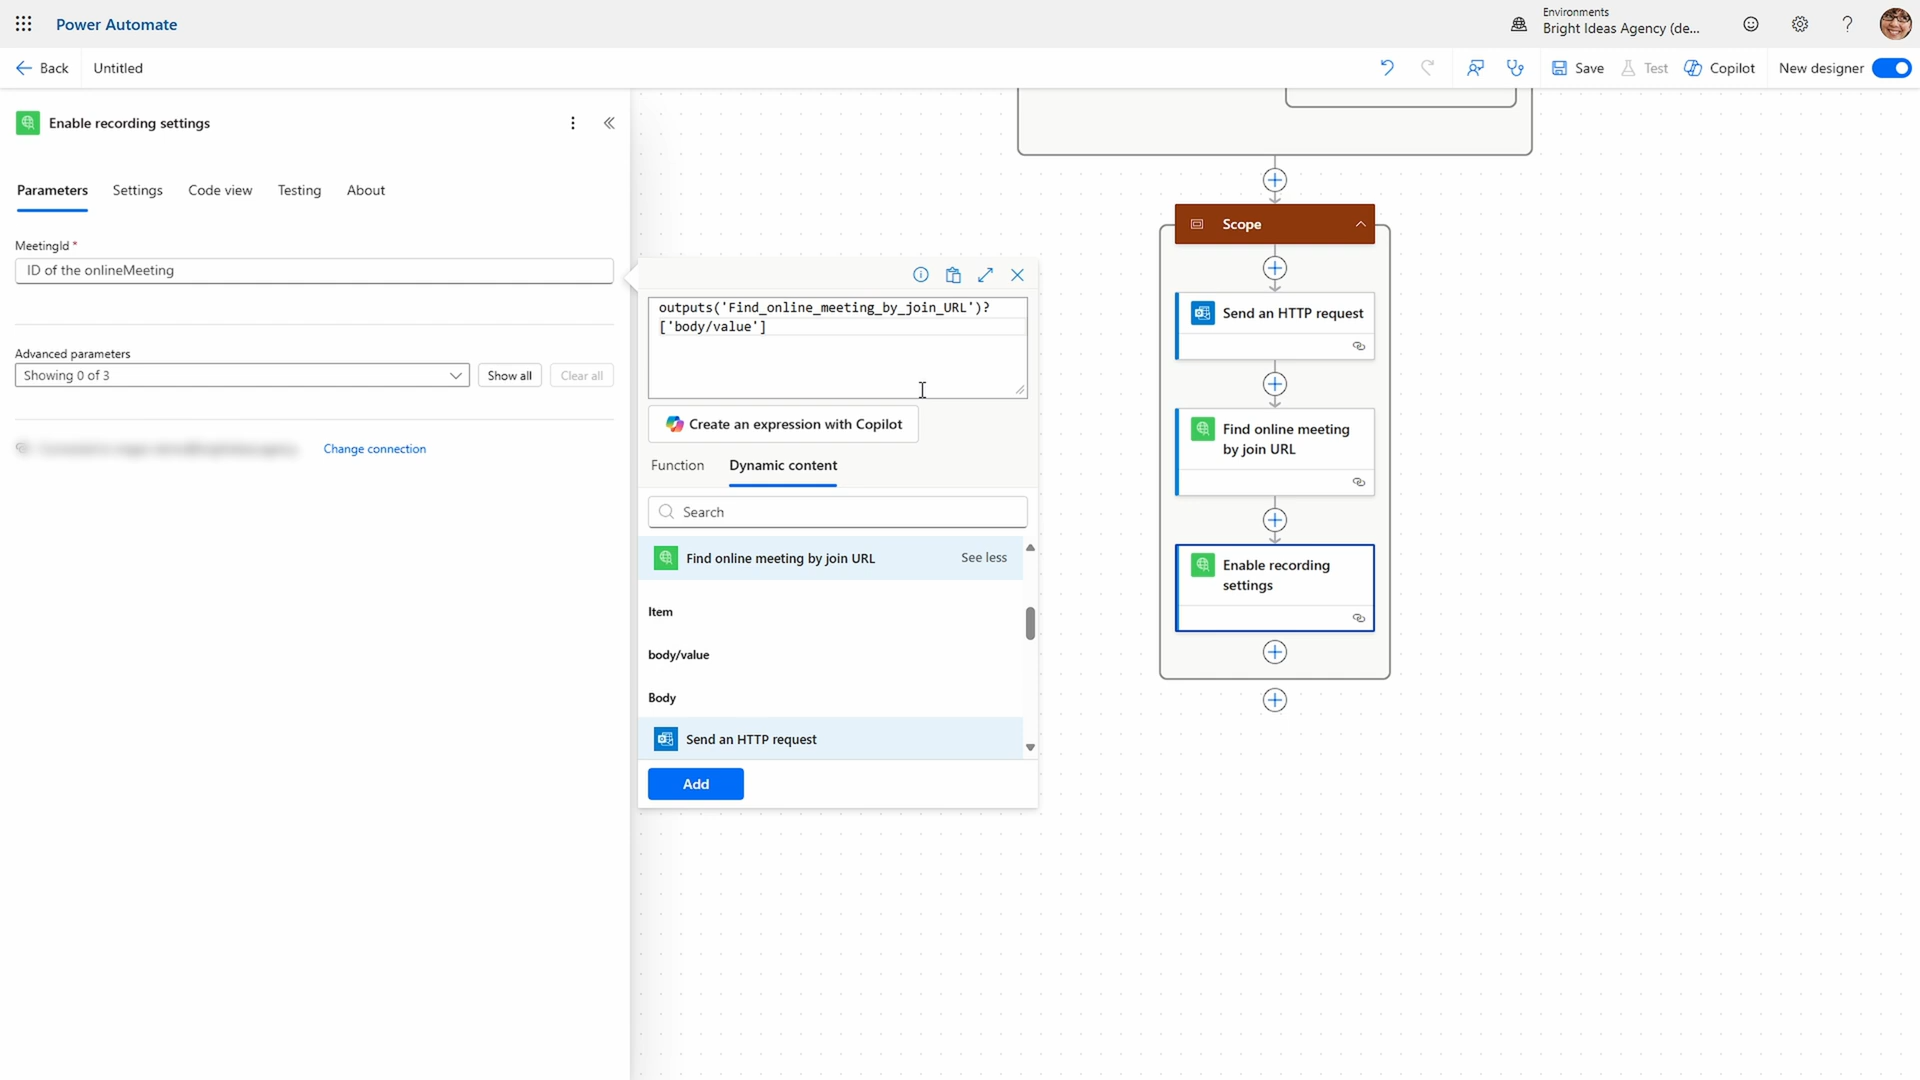 Power Automate
Environments
Bright Ideas Agency (de...
Back
Untitled
Save
Test
Copilot
New designer
Enable recording settings
Parameters
Settings
Code view
Testing
About
MeetingId *
ID of the onlineMeeting
Advanced parameters
Showing 0 of 3
Show all
Clear all
Change connection
outputs('Find_online_meeting_by_join_URL')?
['body/value']
Create an expression with Copilot
Function
Dynamic content
Search
Find online meeting by join URL
See less
Item
body/value
Body
Send an HTTP request
Add
Scope
Send an HTTP request
Find online meeting
by join URL
Enable recording
settings